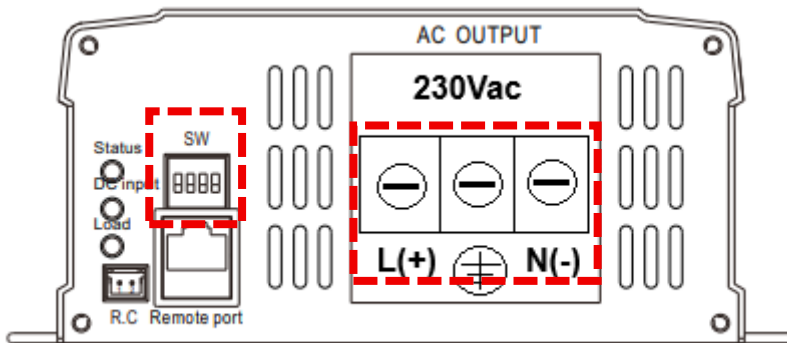 AC OUTPUT
230Vac
SW
Status
DC input
Load
L(+) N(-)
R.C Remote port